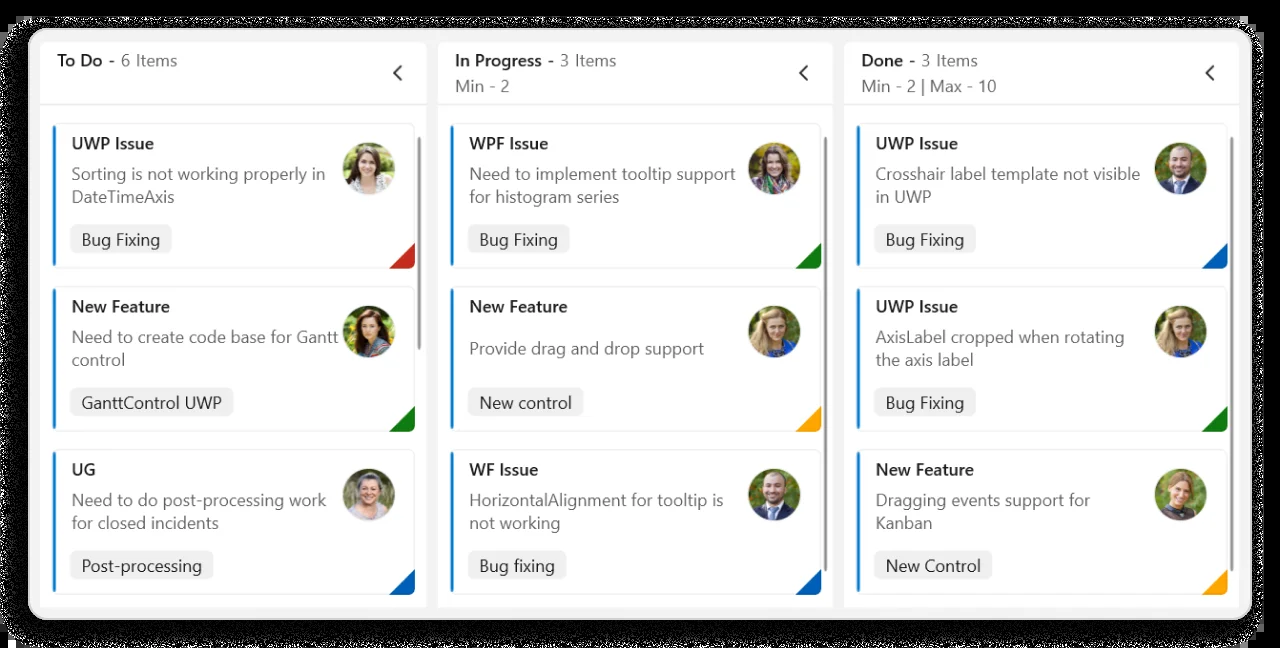 To Do - 6 Items
UWP Issue
Sorting is not working properly in
DateTimeAxis
Bug Fixing
New Feature
Need to create code base for Gantt
control
GanttControl UWP
UG
Need to do post-processing work
for closed incidents
Post-processing
In Progress - 3 Items
Min - 2
WPF Issue
Need to implement tooltip support
for histogram series
Bug Fixing
New Feature
Provide drag and drop support
New control
WF Issue
HorizontalAlignment for tooltip is
not working
Bug fixing
Done - 3 Items
Min - 2 | Max - 10
UWP Issue
Crosshair label template not visible
in UWP
Bug Fixing
UWP Issue
AxisLabel cropped when rotating
the axis label
Bug Fixing
New Feature
Dragging events support for
Kanban
New Control